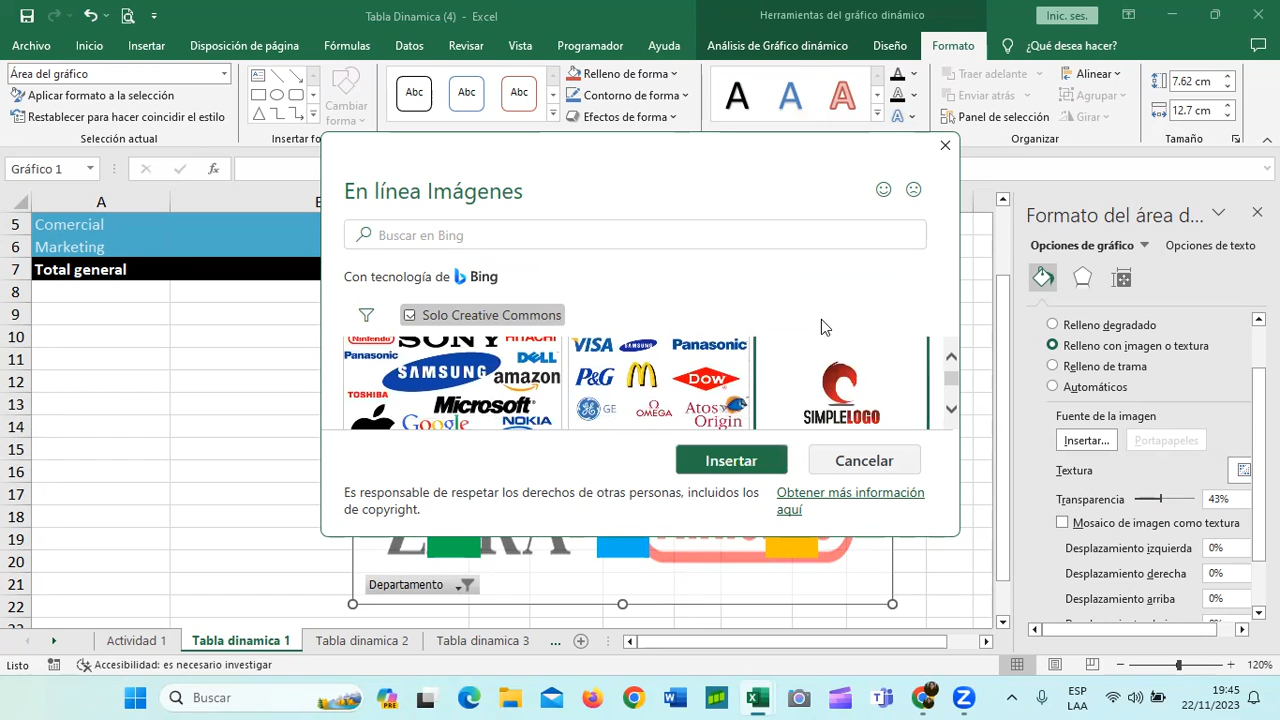 Tabla Dinamica (4) - Excel
Herramientas del gráfico dinámico
Inic. ses.
Archivo Inicio Insertar Disposición de página Fórmulas Datos Revisar Vista Programador Ayuda Análisis de Gráfico dinámico Diseño Formato ¿Qué desea hacer?
Área del gráfico
Aplicar formato a la selección
Restablecer para hacer coincidir el estilo
Selección actual
Cambiar
forma
Insertar fo
Abc Abc Abc
Relleno de forma
Contorno de forma
Efectos de forma
A A A
A
A
A
Traer adelante
Enviar atrás
Panel de selección
Alinear
Agrupar
Girar
Organizar
7.62 cm
12.7 cm
Tamaño
Gráfico 1
fx
A
5 Comercial
6 Marketing
7 Total general
8
9
10
11
12
13
14
15
16
17
18
19
20
21
22
En línea Imágenes
Buscar en Bing
Con tecnología de Bing
Solo Creative Commons
Nintendo SONY HITACHI
Panasonic SAMSUNG DELL
amazon
TOSHIBA Microsoft
Google NOKIA
VISA SAMSUNG Panasonic
P&G M DOW
GE OMEGA Atos
Origin
SIMPLELOGO
Insertar Cancelar
Es responsable de respetar los derechos de otras personas, incluidos los
de copyright.
Obtener más información
aquí
Departamento
Formato del área d...
Opciones de gráfico Opciones de texto
Relleno degradado
Relleno con imagen o textura
Relleno de trama
Automáticos
Fuente de la imagen
Insertar... Portapapeles
Textura
Transparencia 43%
Mosaico de imagen como textura
Desplazamiento izquierda 0%
Desplazamiento derecha 0%
Desplazamiento arriba 0%
Actividad 1 Tabla dinamica 1 Tabla dinamica 2 Tabla dinamica 3 ...
Listo Accesibilidad: es necesario investigar
120%
Buscar
PRE
ESP
LAA
19:45
22/11/2023